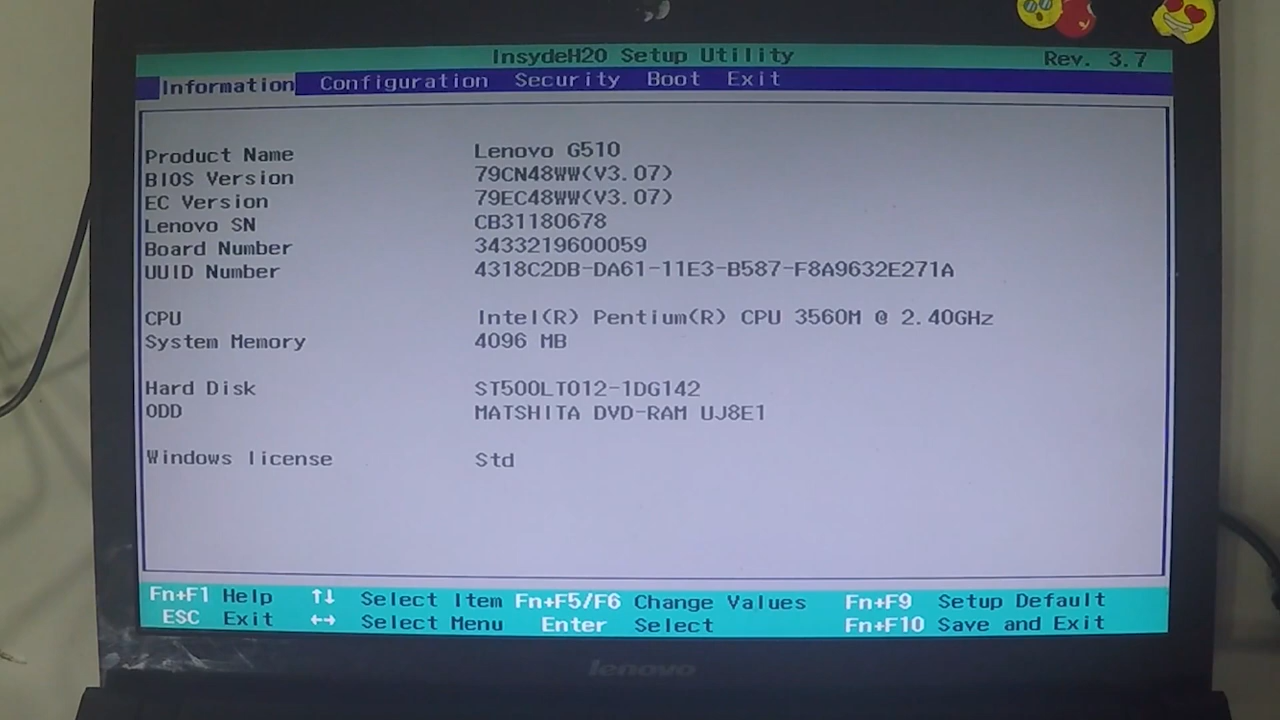 InsydeH20 Setup Utility Rev. 3.7
Information Configuration Security Boot Exit
Product Name Lenovo G510
BIOS Version 79CN48WW(V3.07)
EC Version 79EC48WW(V3.07)
Lenovo SN CB31180678
Board Number 3433219600059
UUID Number 4318C2DB-DA61-11E3-B587-F8A9632E271A
CPU Intel(R) Pentium(R) CPU 3560M @ 2.40GHz
System Memory 4096 MB
Hard Disk ST500LT012-1DG142
ODD MATSHITA DVD-RAM UJ8E1
Windows license Std
Fn+F1 Help ↑↓ Select Item Fn+F5/F6 Change Values Fn+F9 Setup Default
ESC Exit ↔ Select Menu Enter Select Fn+F10 Save and Exit
lenovo